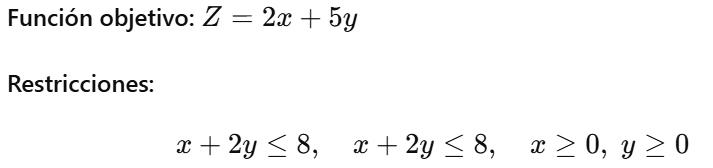 Función objetivo: Z = 2x + 5y
Restricciones:
x + 2y ≤ 8, x + 2y ≤ 8, x ≥ 0, y ≥ 0